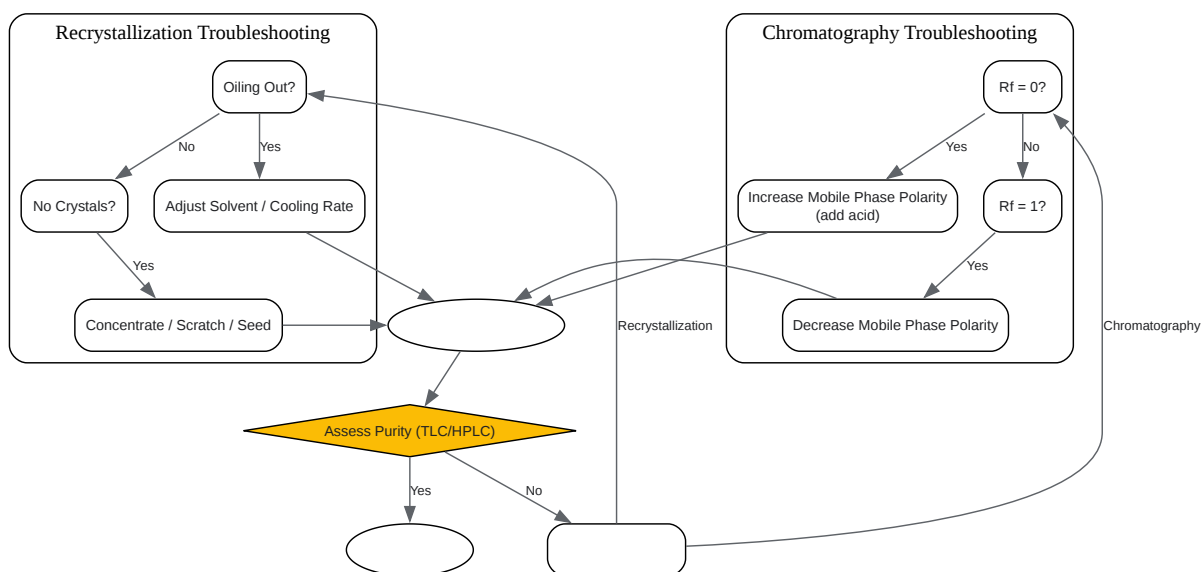 Recrystallization Troubleshooting
Oiling Out?
No
Yes
No Crystals?
Adjust Solvent / Cooling Rate
Yes
Concentrate / Scratch / Seed
Chromatography Troubleshooting
Rf = 0?
Yes
No
Increase Mobile Phase Polarity
(add acid)
Rf = 1?
Yes
Decrease Mobile Phase Polarity
Recrystallization
Chromatography
Assess Purity (TLC/HPLC)
Yes
No